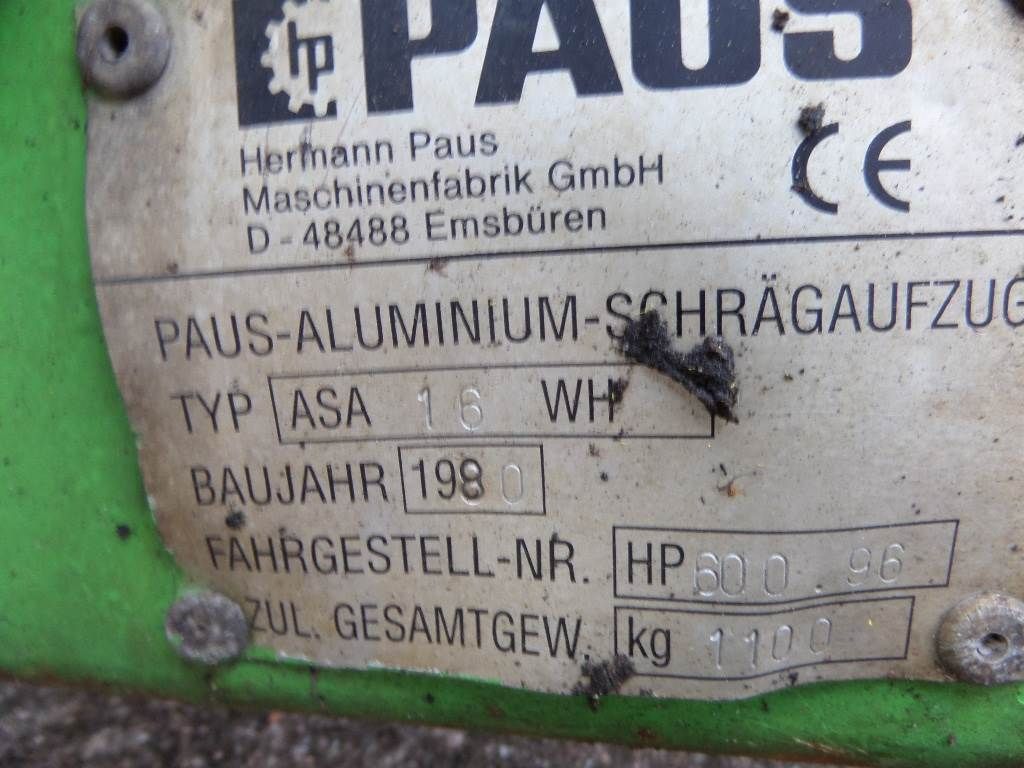 hp PAUS
Hermann Paus
Maschinenfabrik GmbH
D-48488 Emsbüren
CE
PAUS-ALUMINIUM-SCHRÄGAUFZUG
TYP ASA 16 WH
BAUJAHR 1980
FAHRGESTELL-NR. HP 600.96
ZUL. GESAMTGEW. kg 1100